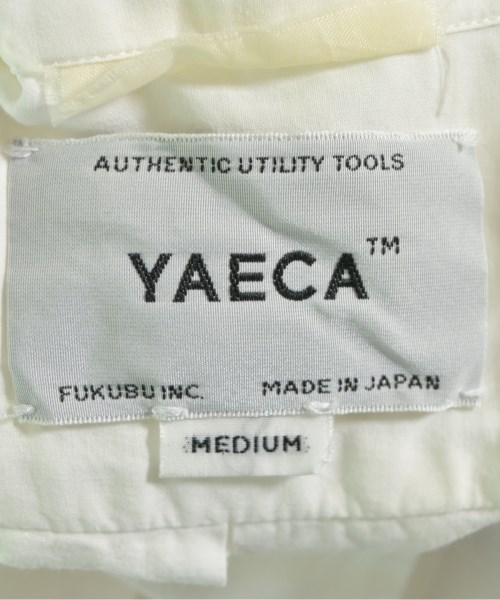 AUTHENTIC UTILITY TOOLS
YAECA™
FUKUBU INC. MADE IN JAPAN
MEDIUM